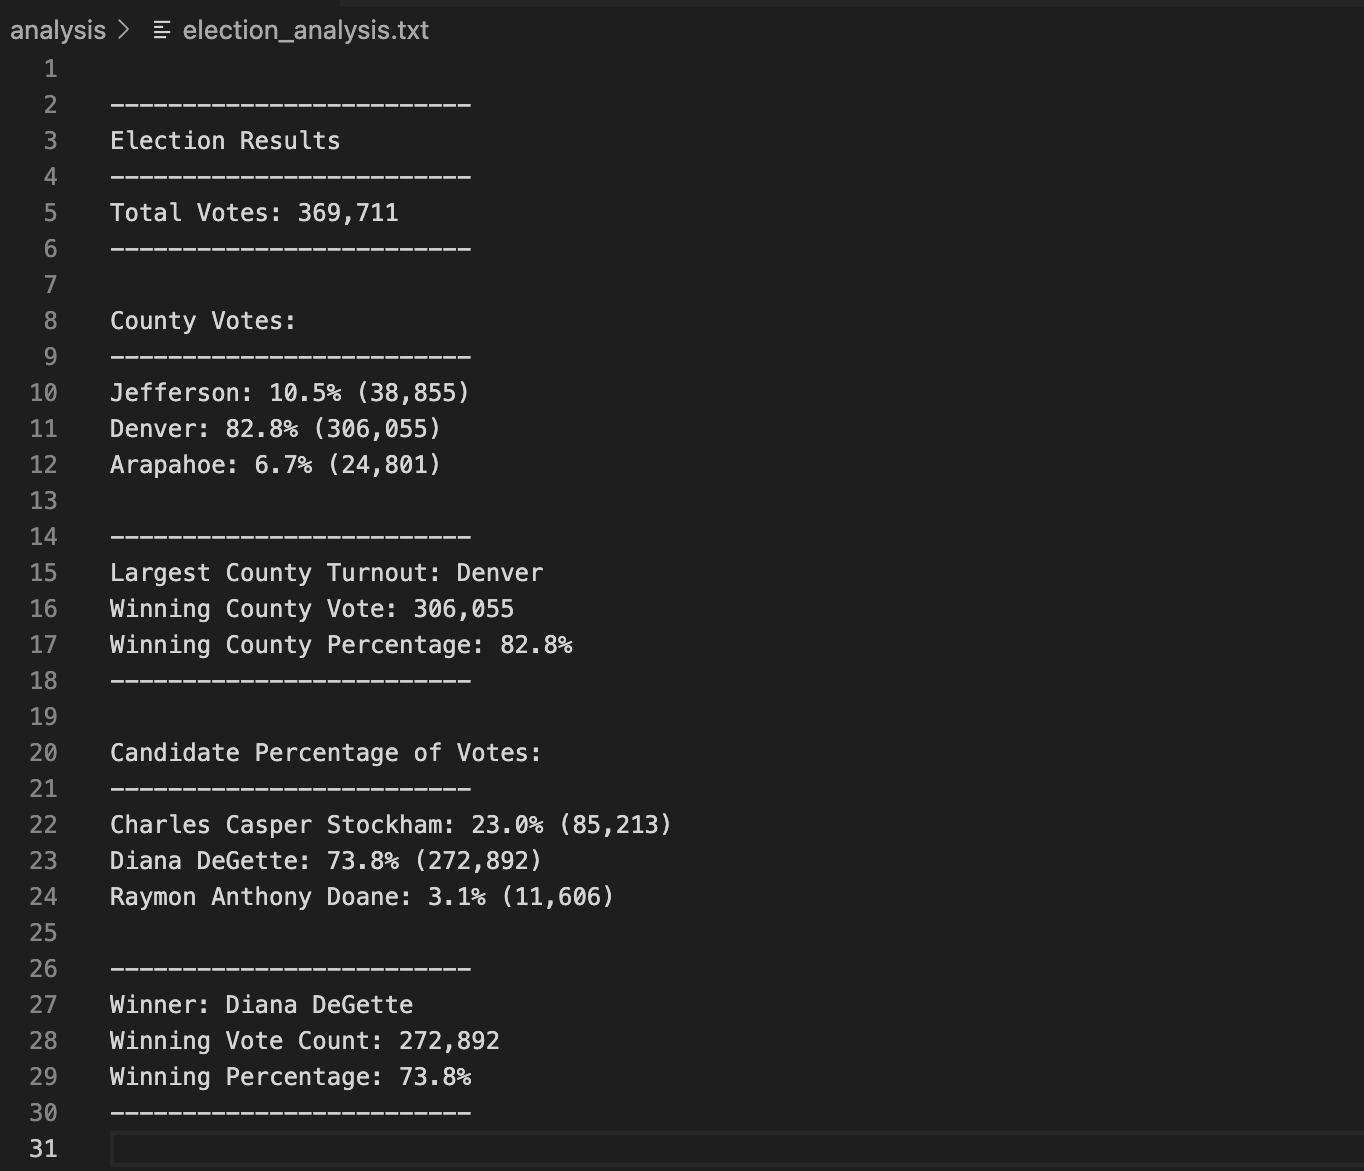 analysis > election_analysis.txt
1
2 -------------------------
3 Election Results
4 -------------------------
5 Total Votes: 369,711
6 -------------------------
7
8 County Votes:
9 -------------------------
10 Jefferson: 10.5% (38,855)
11 Denver: 82.8% (306,055)
12 Arapahoe: 6.7% (24,801)
13
14 -------------------------
15 Largest County Turnout: Denver
16 Winning County Vote: 306,055
17 Winning County Percentage: 82.8%
18 -------------------------
19
20 Candidate Percentage of Votes:
21 -------------------------
22 Charles Casper Stockham: 23.0% (85,213)
23 Diana DeGette: 73.8% (272,892)
24 Raymon Anthony Doane: 3.1% (11,606)
25
26 -------------------------
27 Winner: Diana DeGette
28 Winning Vote Count: 272,892
29 Winning Percentage: 73.8%
30 -------------------------
31